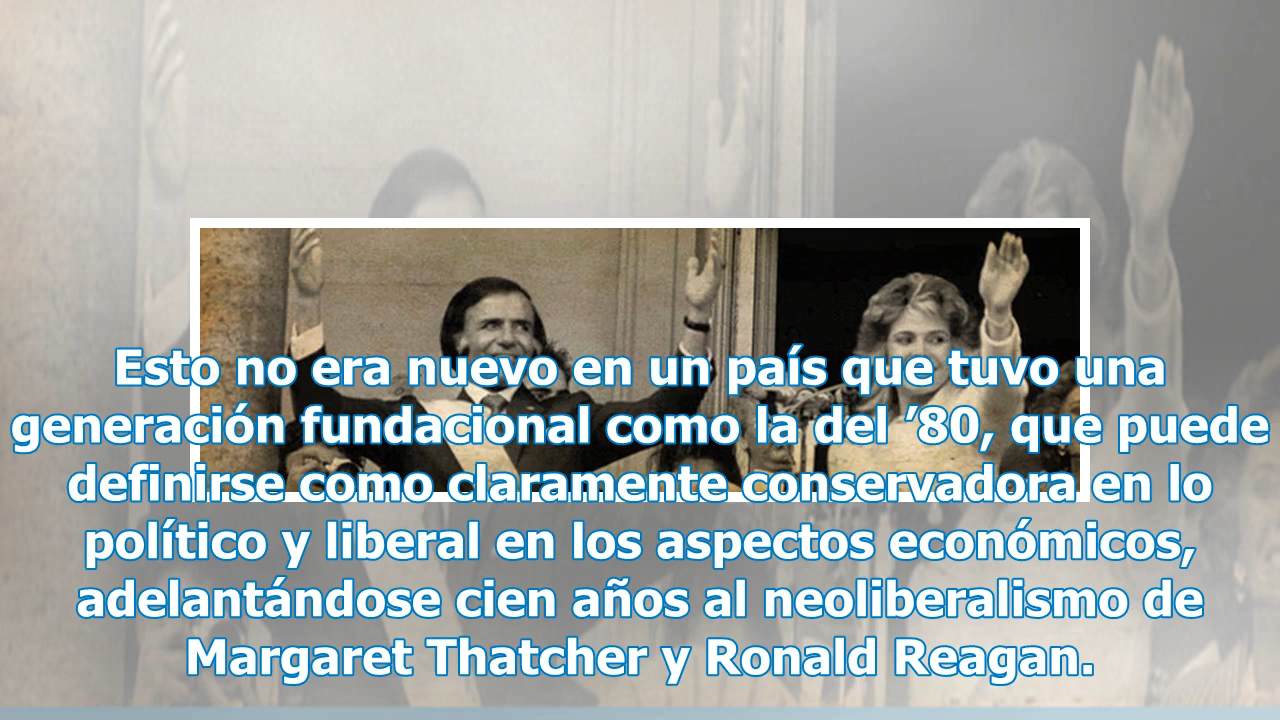 Esto no era nuevo en un país que tuvo una
generación fundacional como la del ’80, que puede
definirse como claramente conservadora en lo
político y liberal en los aspectos económicos,
adelantándose cien años al neoliberalismo de
Margaret Thatcher y Ronald Reagan.